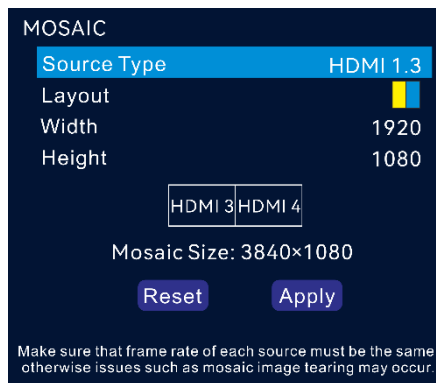 MOSAIC
Source Type HDMI 1.3
Layout
Width 1920
Height 1080
HDMI 3 HDMI 4
Mosaic Size: 3840×1080
Reset Apply
Make sure that frame rate of each source must be the same
otherwise issues such as mosaic image tearing may occur.